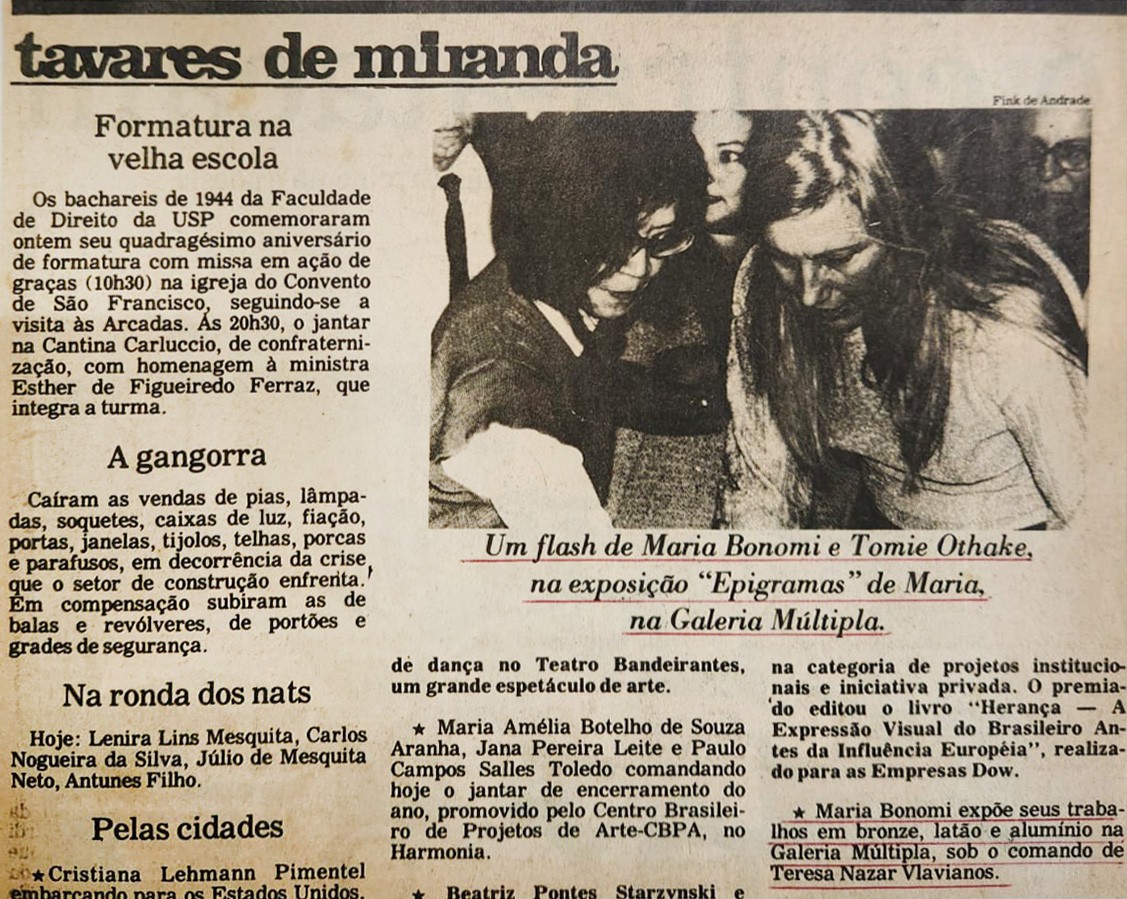 tavares de miranda
Fink de Andrade
Formatura na
velha escola
Os bachareis de 1944 da Faculdade
de Direito da USP comemoraram
ontem seu quadragésimo aniversário
de formatura com missa em ação de
graças (10h30) na igreja do Convento
de São Francisco, seguindo-se a
visita às Arcadas. Às 20h30, o jantar
na Cantina Carluccio, de confraterni-
zação, com homenagem à ministra
Esther de Figueiredo Ferraz, que
integra a turma.
A gangorra
Caíram as vendas de pias, lâmpa-
das, soquetes, caixas de luz, fiação,
portas, janelas, tijolos, telhas, porcas
e parafusos, em decorrência da crise
que o setor de construção enfrenta.
Em compensação subiram as de
balas e revólveres, de portões e
grades de segurança.
Na ronda dos nats
Hoje: Lenira Lins Mesquita, Carlos
Nogueira da Silva, Júlio de Mesquita
Neto, Antunes Filho.
Pelas cidades
★Cristiana Lehmann Pimentel
embarcando para os Estados Unidos.
Um flash de Maria Bonomi e Tomie Othake,
na exposição “Epigramas” de Maria,
na Galeria Múltipla.
de dança no Teatro Bandeirantes,
um grande espetáculo de arte.
★ Maria Amélia Botelho de Souza
Aranha, Jana Pereira Leite e Paulo
Campos Salles Toledo comandando
hoje o jantar de encerramento do
ano, promovido pelo Centro Brasilei-
ro de Projetos de Arte-CBPA, no
Harmonia.
★ Beatriz Pontes Starzynski e
na categoria de projetos institucio-
nais e iniciativa privada. O premia-
do editou o livro “Herança — A
Expressão Visual do Brasileiro An-
tes da Influência Européia”, realiza-
do para as Empresas Dow.
★ Maria Bonomi expõe seus traba-
lhos em bronze, latão e alumínio na
Galeria Múltipla, sob o comando de
Teresa Nazar Vlavianos.